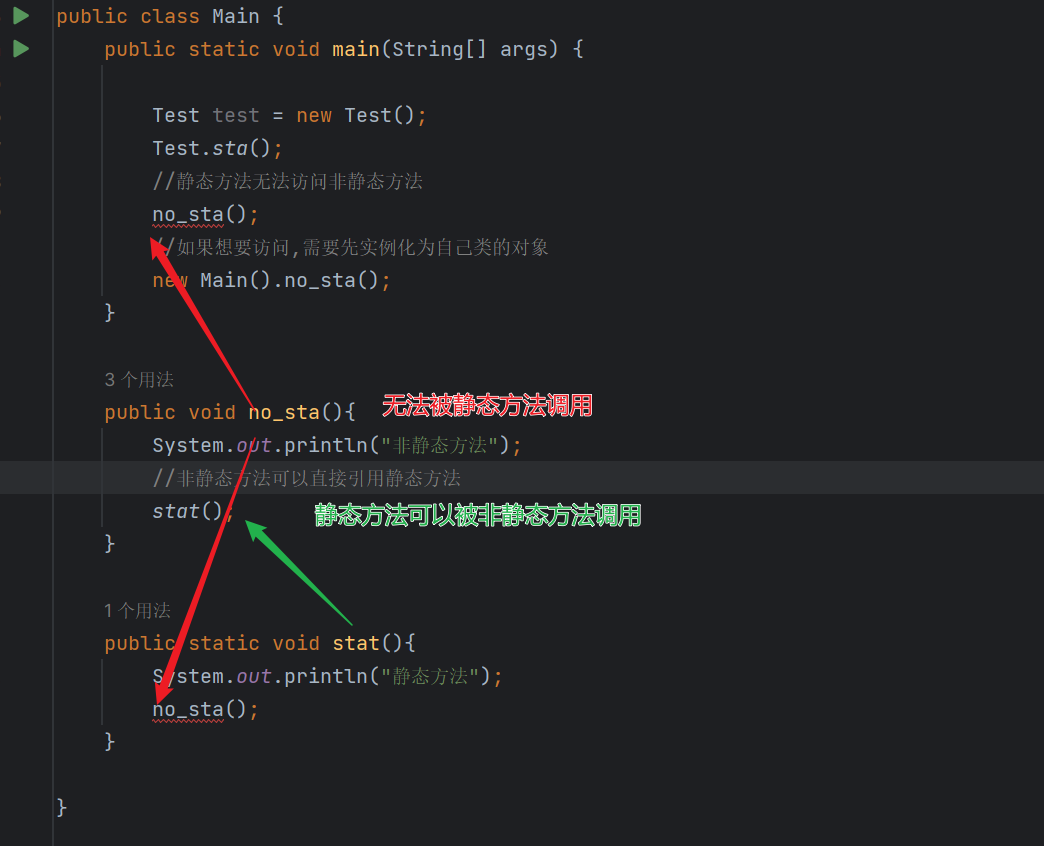 public class Main {
public static void main(String[] args) {
Test test = new Test();
Test.sta();
//静态方法无法访问非静态方法
no_sta();
//如果想要访问,需要先实例化为自己类的对象
new Main().no_sta();
}
3 个用法
public void no_sta(){ 无法被静态方法调用
System.out.println("非静态方法");
//非静态方法可以直接引用静态方法
stat(); 静态方法可以被非静态方法调用
}
1 个用法
public static void stat(){
System.out.println("静态方法");
no_sta();
}
}